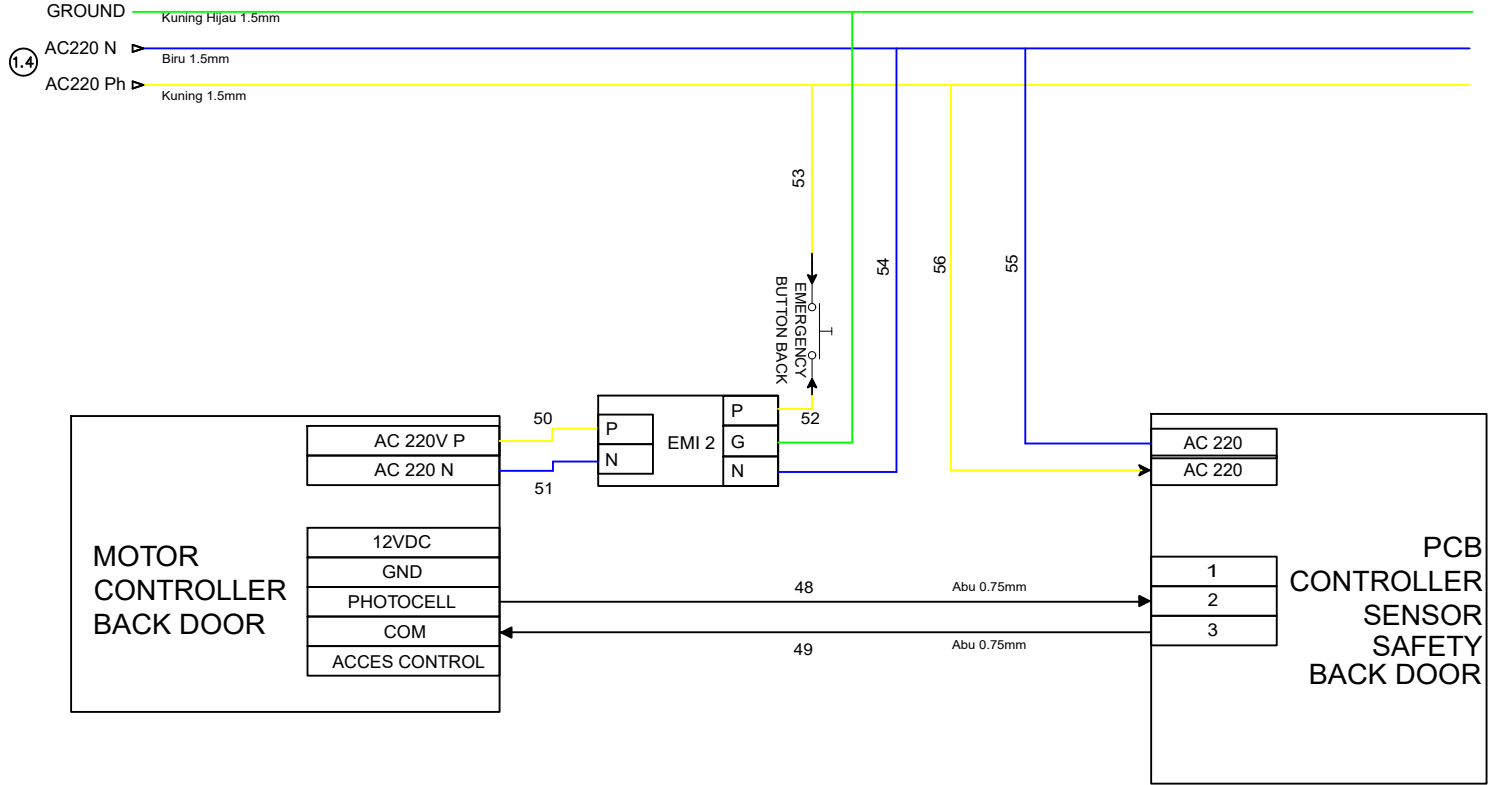 GROUND
Kuning Hijau 1.5mm
1.4
AC220 N
Biru 1.5mm
AC220 Ph
Kuning 1.5mm
53
54
56
55
EMERGENCY
BUTTON BACK
52
50
51
P
N
EMI 2
P
G
N
AC 220V P
AC 220 N
12VDC
GND
PHOTOCELL
COM
ACCES CONTROL
MOTOR
CONTROLLER
BACK DOOR
48
Abu 0.75mm
49
Abu 0.75mm
AC 220
AC 220
1
2
3
PCB
CONTROLLER
SENSOR
SAFETY
BACK DOOR